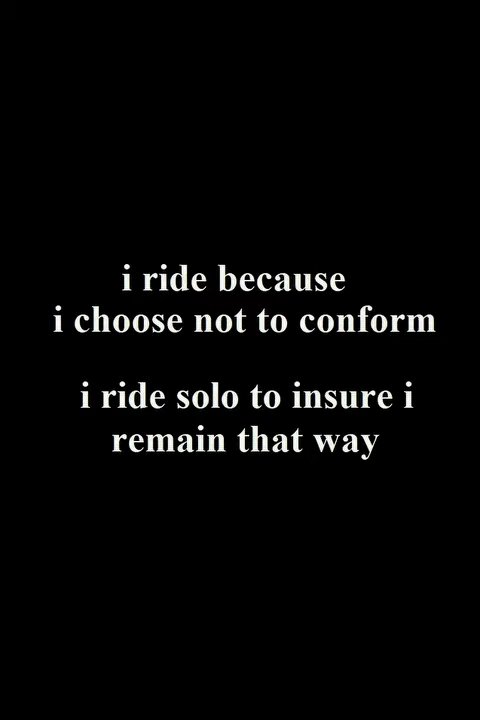 i ride because
i choose not to conform
i ride solo to insure i
remain that way